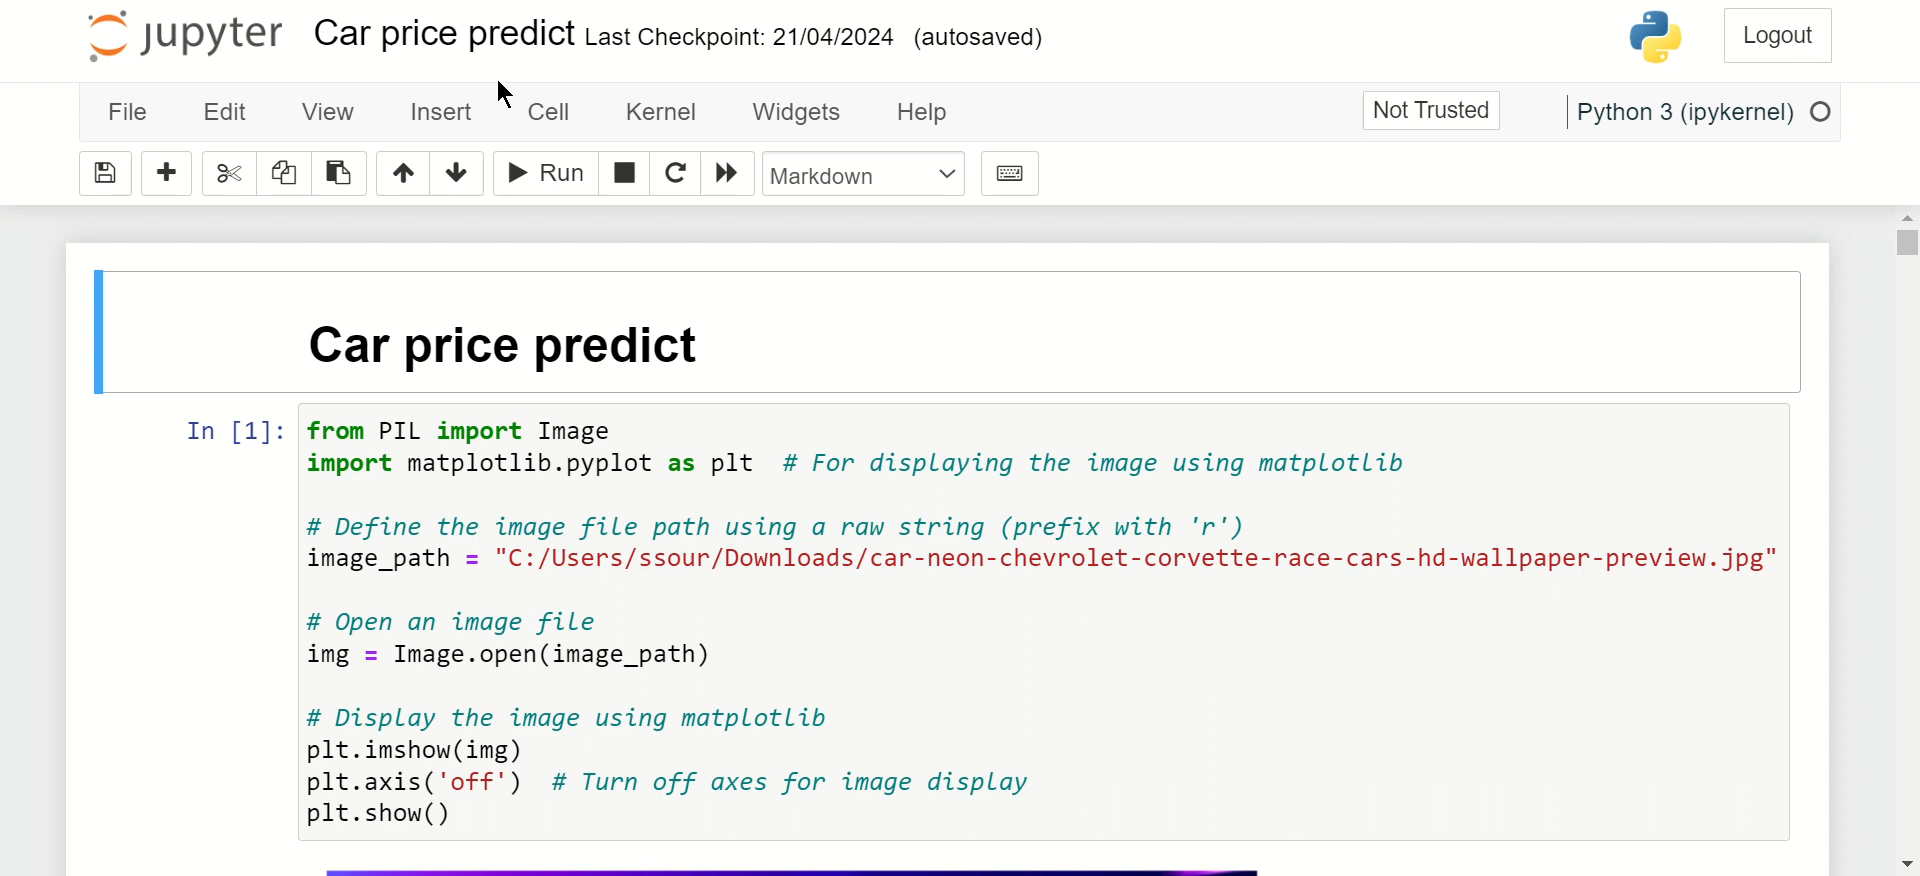 jupyter Car price predict Last Checkpoint: 21/04/2024 (autosaved) Logout
File Edit View Insert Cell Kernel Widgets Help Not Trusted Python 3 (ipykernel)
Run Markdown
Car price predict
In [1]: from PIL import Image
import matplotlib.pyplot as plt  # For displaying the image using matplotlib
# Define the image file path using a raw string (prefix with 'r')
image_path = "C:/Users/ssour/Downloads/car-neon-chevrolet-corvette-race-cars-hd-wallpaper-preview.jpg"
# Open an image file
img = Image.open(image_path)
# Display the image using matplotlib
plt.imshow(img)
plt.axis('off')  # Turn off axes for image display
plt.show()